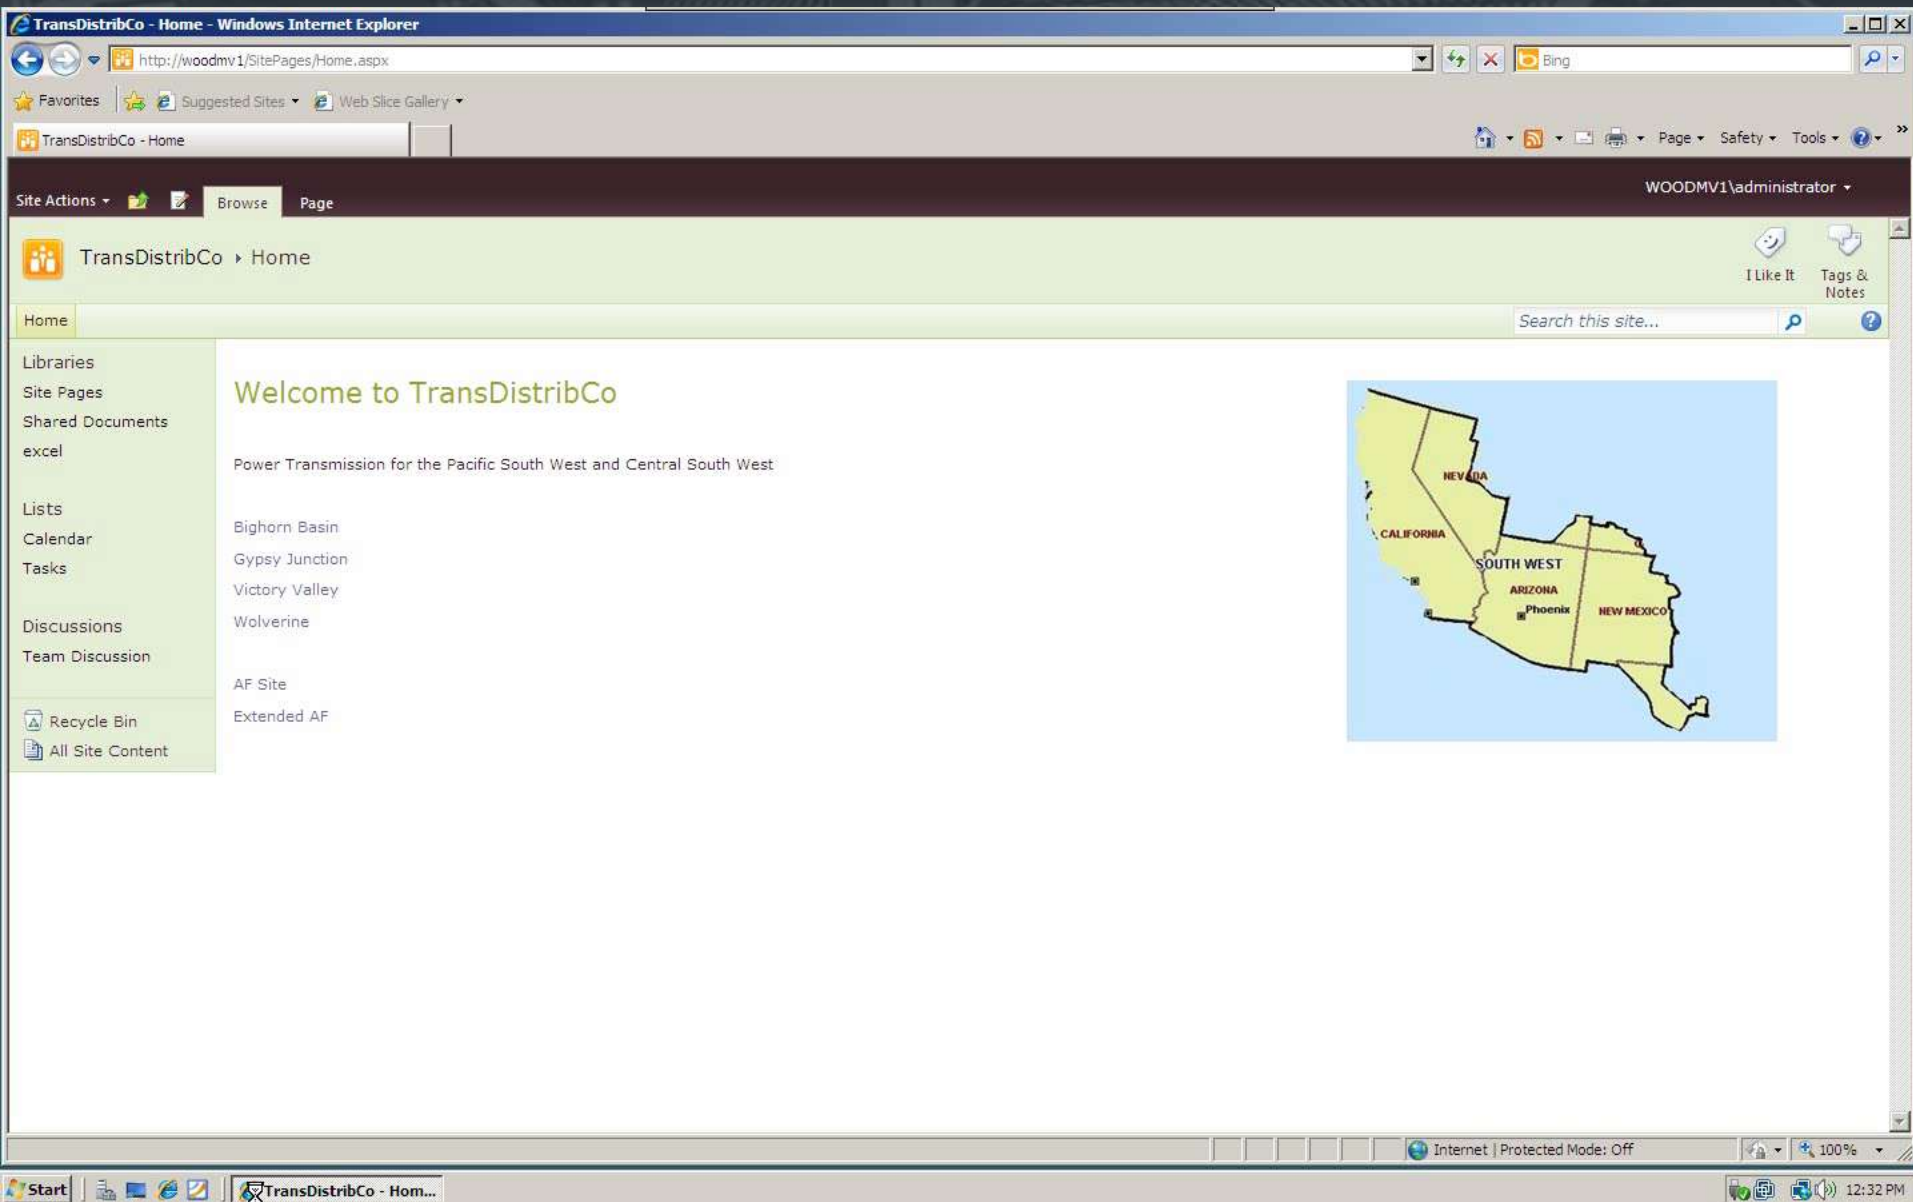 TransDistribCo - Home - Windows Internet Explorer
http://woodmv1/SitePages/Home.aspx
Bing
Favorites
Suggested Sites
Web Slice Gallery
TransDistribCo - Home
Page
Safety
Tools
»
Site Actions
Browse
Page
WOODMV1\administrator
TransDistribCo
Home
I Like It
Tags &
Notes
Home
Search this site...
Libraries
Site Pages
Shared Documents
excel
Lists
Calendar
Tasks
Discussions
Team Discussion
Recycle Bin
All Site Content
Welcome to TransDistribCo
Power Transmission for the Pacific South West and Central South West
Bighorn Basin
Gypsy Junction
Victory Valley
Wolverine
AF Site
Extended AF
NEVADA
CALIFORNIA
SOUTH WEST
ARIZONA
Phoenix
NEW MEXICO
Internet | Protected Mode: Off
100%
Start
TransDistribCo - Hom...
12:32 PM